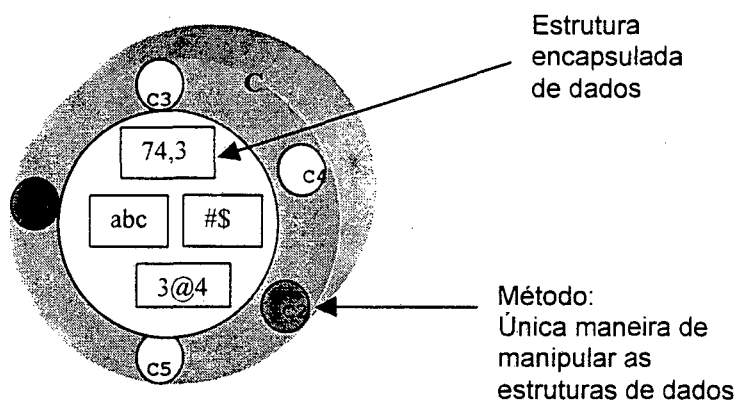 Estrutura
encapsulada
de dados
C
c3
74,3
c4
abc
#$
3@4
c2
c5
Método:
Única maneira de
manipular as
estruturas de dados